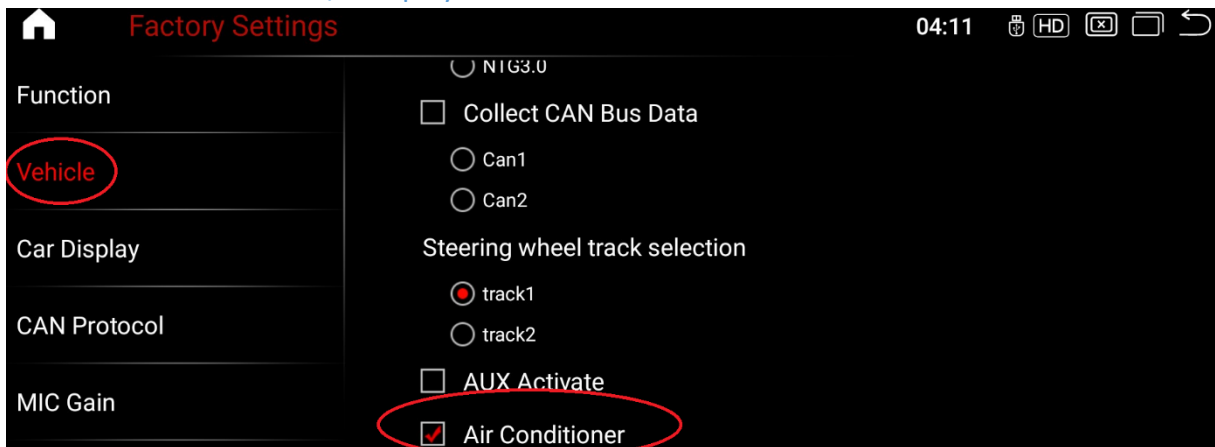 Factory Settings
04:11
HD
Function
Vehicle
Car Display
CAN Protocol
MIC Gain
NTG3.0
Collect CAN Bus Data
Can1
Can2
Steering wheel track selection
track1
track2
AUX Activate
Air Conditioner